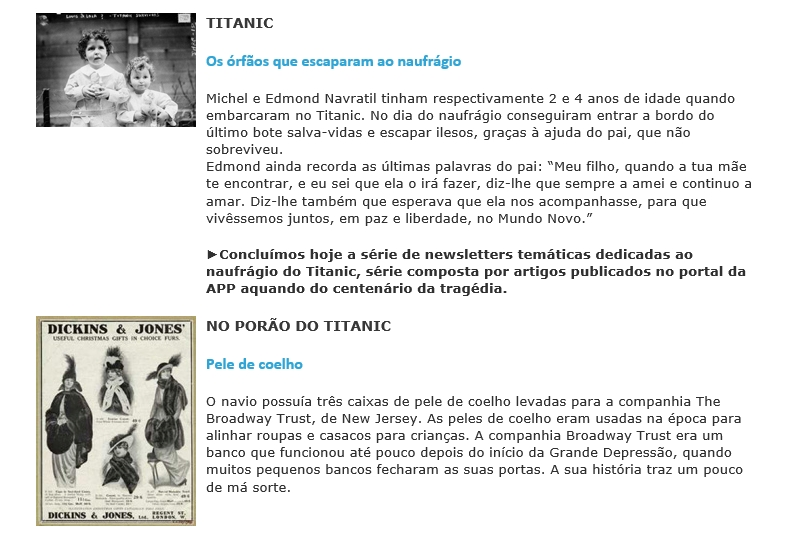 LOUIS & LOLA ! - TITANIC SURVIVORS
TITANIC
Os órfãos que escaparam ao naufrágio
Michel e Edmond Navratil tinham respectivamente 2 e 4 anos de idade quando
embarcaram no Titanic. No dia do naufrágio conseguiram entrar a bordo do
último bote salva-vidas e escapar ilesos, graças à ajuda do pai, que não
sobreviveu.
Edmond ainda recorda as últimas palavras do pai: “Meu filho, quando a tua mãe
te encontrar, e eu sei que ela o irá fazer, diz-lhe que sempre a amei e continuo a
amar. Diz-lhe também que esperava que ela nos acompanhasse, para que
vivêssemos juntos, em paz e liberdade, no Mundo Novo.”
►Concluímos hoje a série de newsletters temáticas dedicadas ao
naufrágio do Titanic, série composta por artigos publicados no portal da
APP aquando do centenário da tragédia.
DICKINS & JONES'
USEFUL CHRISTMAS GIFTS IN CHOICE FURS.
DICKINS & JONES, Ltd. REGENT ST. LONDON, W.
NO PORÃO DO TITANIC
Pele de coelho
O navio possuía três caixas de pele de coelho levadas para a companhia The
Broadway Trust, de New Jersey. As peles de coelho eram usadas na época para
alinhar roupas e casacos para crianças. A companhia Broadway Trust era um
banco que funcionou até pouco depois do início da Grande Depressão, quando
muitos pequenos bancos fecharam as suas portas. A sua história traz um pouco
de má sorte.